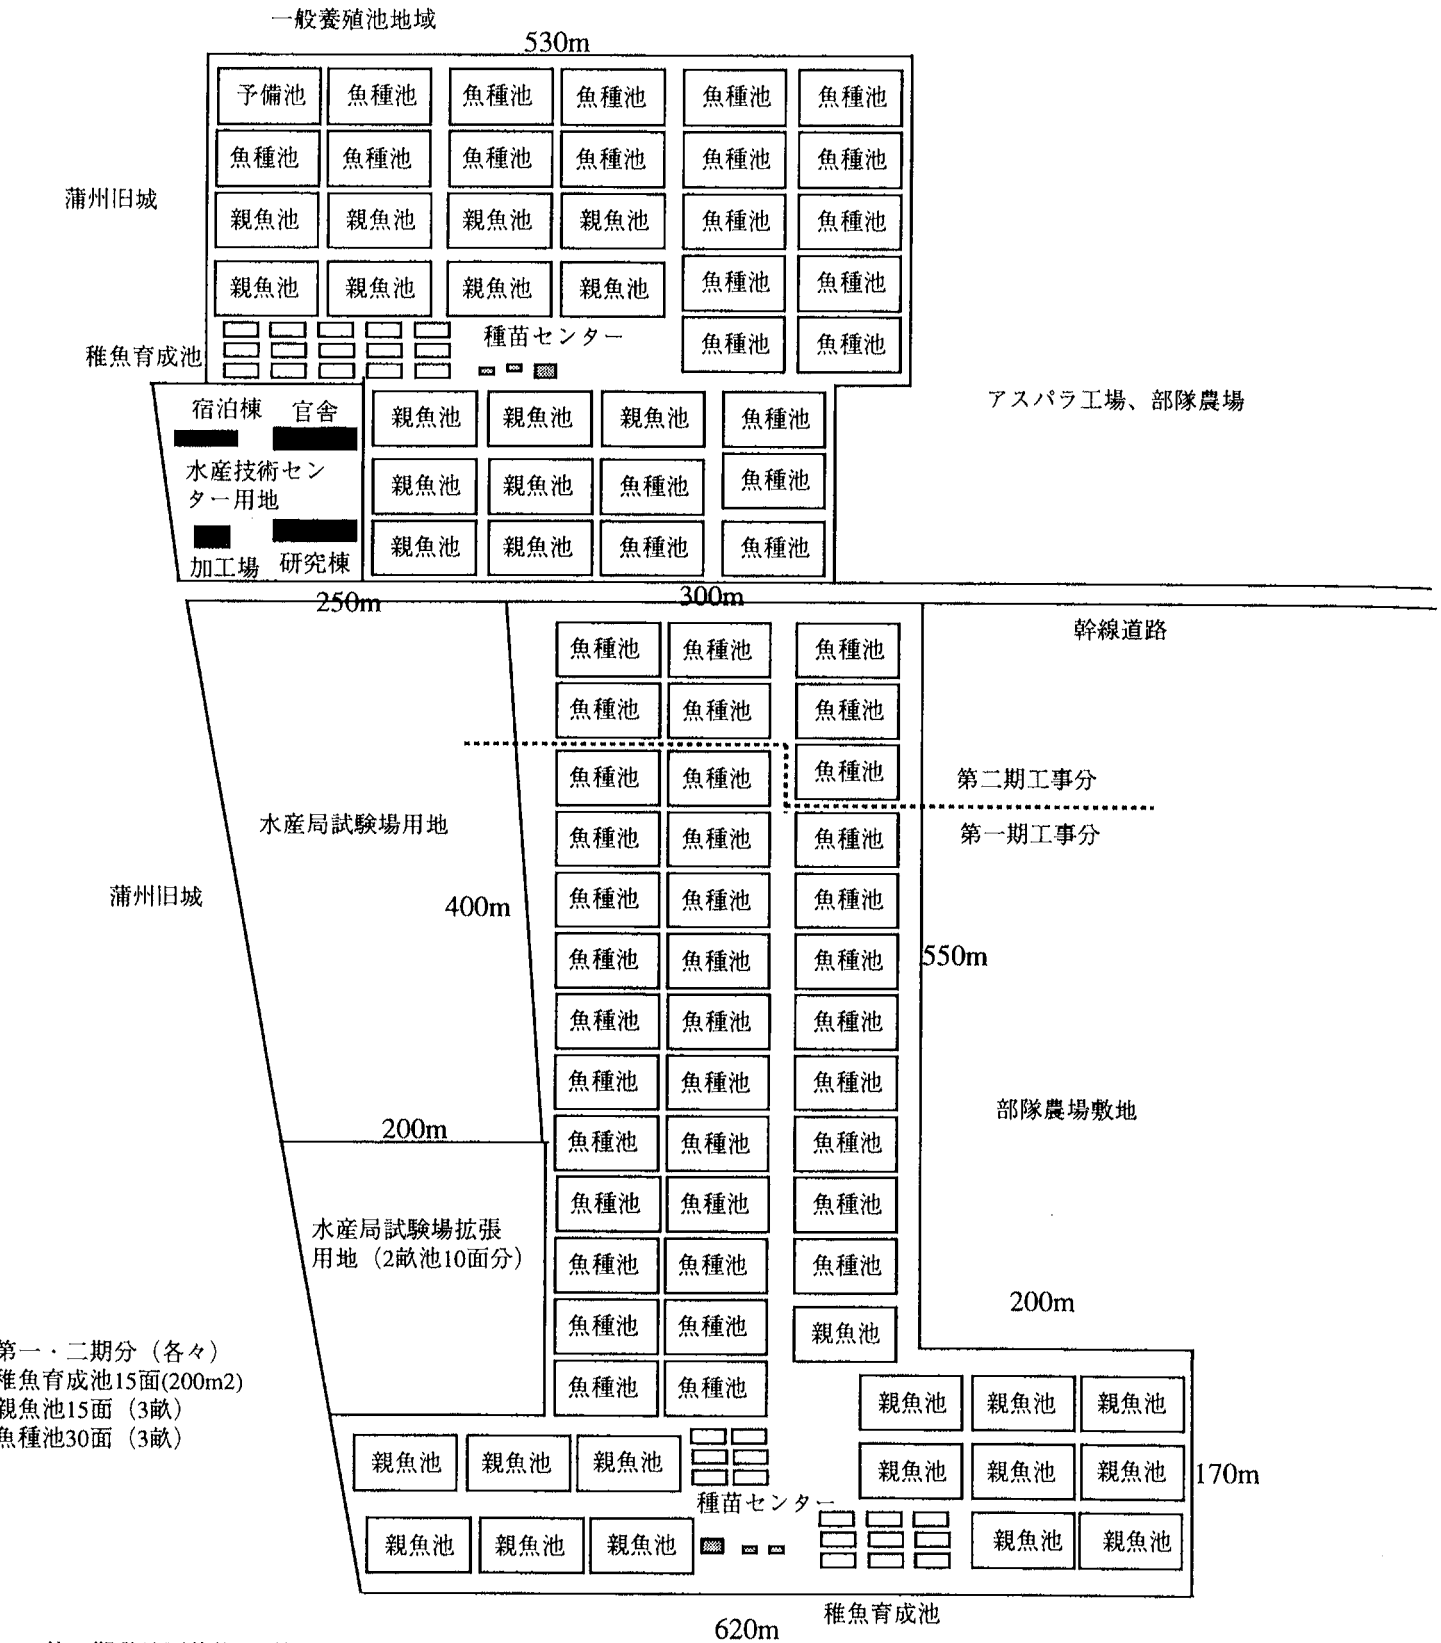 一般養殖池地域
530m
予備池 魚種池 魚種池 魚種池 魚種池 魚種池
魚種池 魚種池 魚種池 魚種池 魚種池 魚種池
蒲州旧城
親魚池 親魚池 親魚池 親魚池 魚種池 魚種池
親魚池 親魚池 親魚池 親魚池 魚種池 魚種池
種苗センター
魚種池 魚種池
稚魚育成池
アスパラ工場、部隊農場
宿泊棟 官舎
親魚池 親魚池 親魚池 魚種池
水産技術セン
ター用地
親魚池 親魚池 魚種池 魚種池
親魚池 親魚池 魚種池 魚種池
加工場 研究棟
250m 300m
幹線道路
魚種池 魚種池 魚種池
魚種池 魚種池 魚種池
魚種池 魚種池 魚種池
第二期工事分
水産局試験場用地
魚種池 魚種池 魚種池
第一期工事分
蒲州旧城
400m
魚種池 魚種池 魚種池
魚種池 魚種池 魚種池
550m
魚種池 魚種池 魚種池
魚種池 魚種池 魚種池
部隊農場敷地
200m
魚種池 魚種池 魚種池
魚種池 魚種池 魚種池
水産局試験場拡張
用地（2畝池10面分）
魚種池 魚種池 魚種池
200m
魚種池 魚種池 親魚池
第一・二期分（各々）
稚魚育成池15面(200m2)
親魚池15面（3畝）
魚種池30面（3畝）
魚種池 魚種池
親魚池 親魚池 親魚池
親魚池 親魚池 親魚池
親魚池 親魚池 親魚池
170m
種苗センター
親魚池 親魚池 親魚池
親魚池 親魚池
稚魚育成池
620m